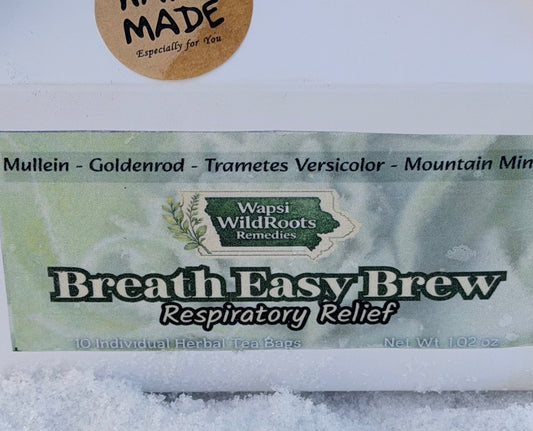 MADE
Especially for You
Mullein - Goldenrod - Trametes Versicolor - Mountain Min
Wapsi
WildRoots
Remedies
Breath Easy Brew
Respiratory Relief
10 Individual Herbal Tea Bags Net Wt 1.02 oz